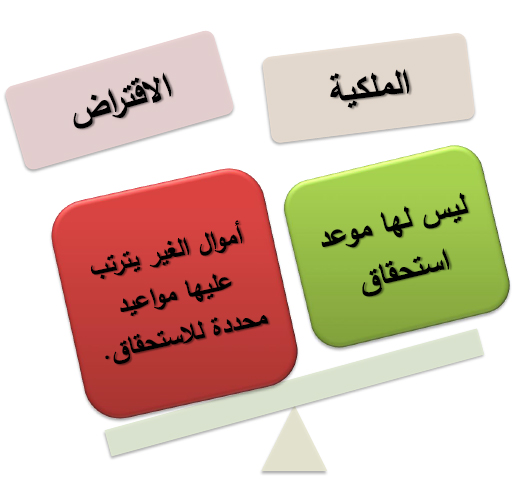 الملكية
ليس لها موعد
استحقاق
الاقتراض
أموال الغير يترتب
عليها مواعيد
محددة للاستحقاق.